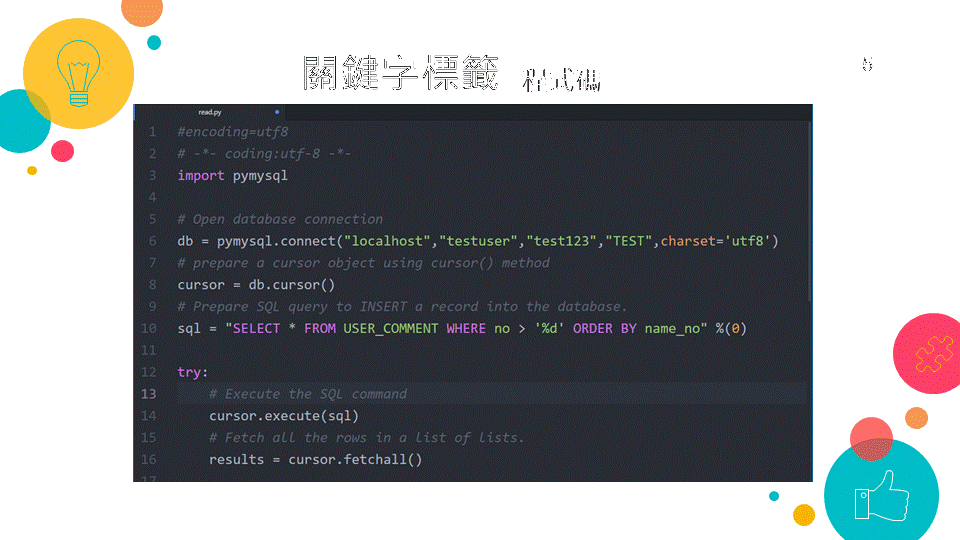 關鍵字標籤 程式碼
5
read.py
1 #encoding=utf8
2 # -*- coding:utf-8 -*-
3 import pymysql
4
5 # Open database connection
6 db = pymysql.connect("localhost","testuser","test123","TEST",charset='utf8')
7 # prepare a cursor object using cursor() method
8 cursor = db.cursor()
9 # Prepare SQL query to INSERT a record into the database.
10 sql = "SELECT * FROM USER_COMMENT WHERE no > '%d' ORDER BY name_no" %(0)
11
12 try:
13 # Execute the SQL command
14 cursor.execute(sql)
15 # Fetch all the rows in a list of lists.
16 results = cursor.fetchall()
17